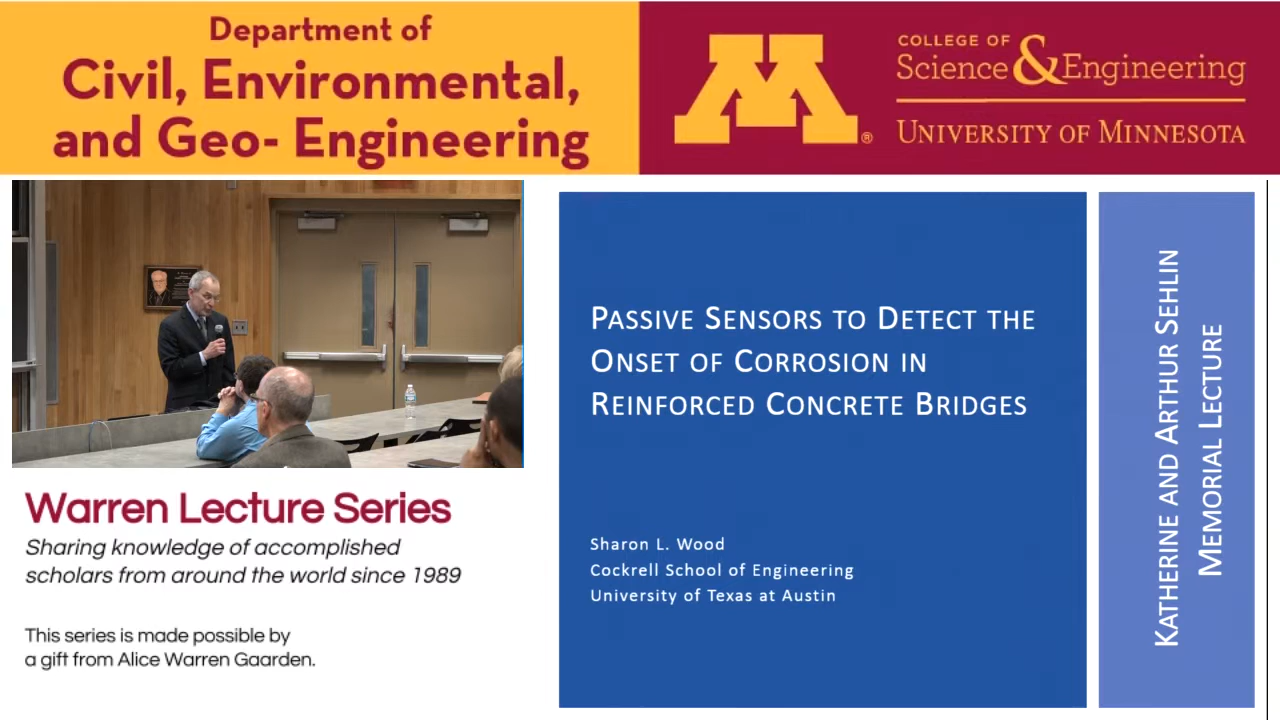 Department of
Civil, Environmental,
and Geo- Engineering
M®
COLLEGE OF
Science & Engineering
UNIVERSITY OF MINNESOTA
Warren Lecture Series
Sharing knowledge of accomplished
scholars from around the world since 1989
This series is made possible by
a gift from Alice Warren Gaarden.
PASSIVE SENSORS TO DETECT THE
ONSET OF CORROSION IN
REINFORCED CONCRETE BRIDGES
Sharon L. Wood
Cockrell School of Engineering
University of Texas at Austin
KATHERINE AND ARTHUR SEHLIN
MEMORIAL LECTURE